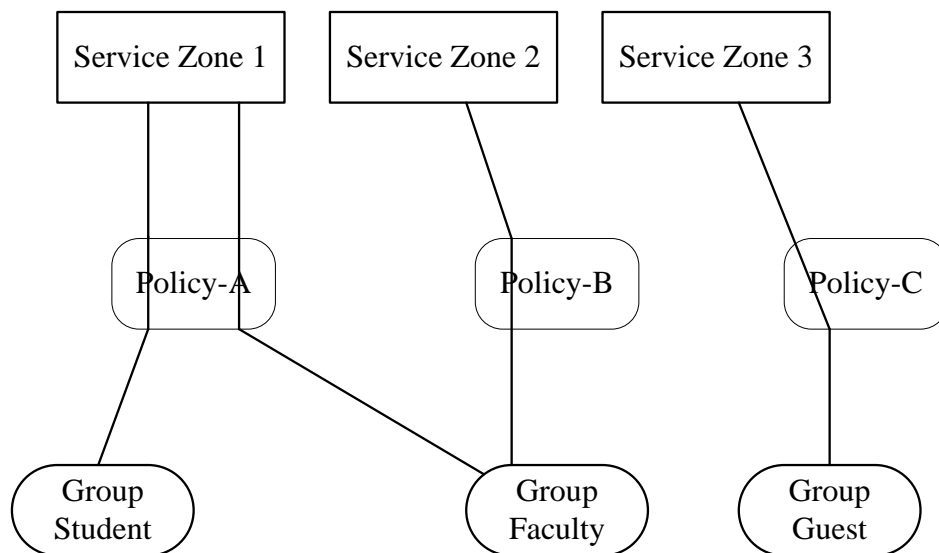 Service Zone 1
Service Zone 2
Service Zone 3
Policy-A
Policy-B
Policy-C
Group
Student
Group
Faculty
Group
Guest